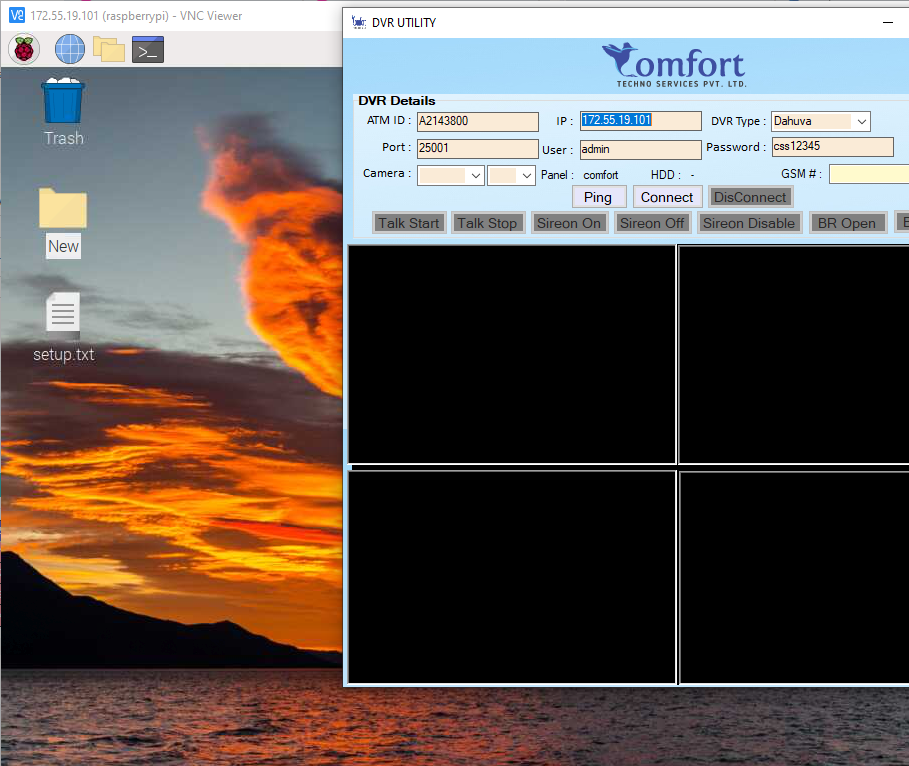 172.55.19.101 (raspberrypi) - VNC Viewer
DVR UTILITY
Comfort
TECHNO SERVICES PVT. LTD.
DVR Details
ATM ID : A2143800 IP : 172.55.19.101 DVR Type : Dahuva
Port : 25001 User : admin Password : css12345
Camera : Panel : comfort HDD : - GSM # :
Ping Connect DisConnect
Talk Start Talk Stop Sireon On Sireon Off Sireon Disable BR Open
Trash
New
setup.txt